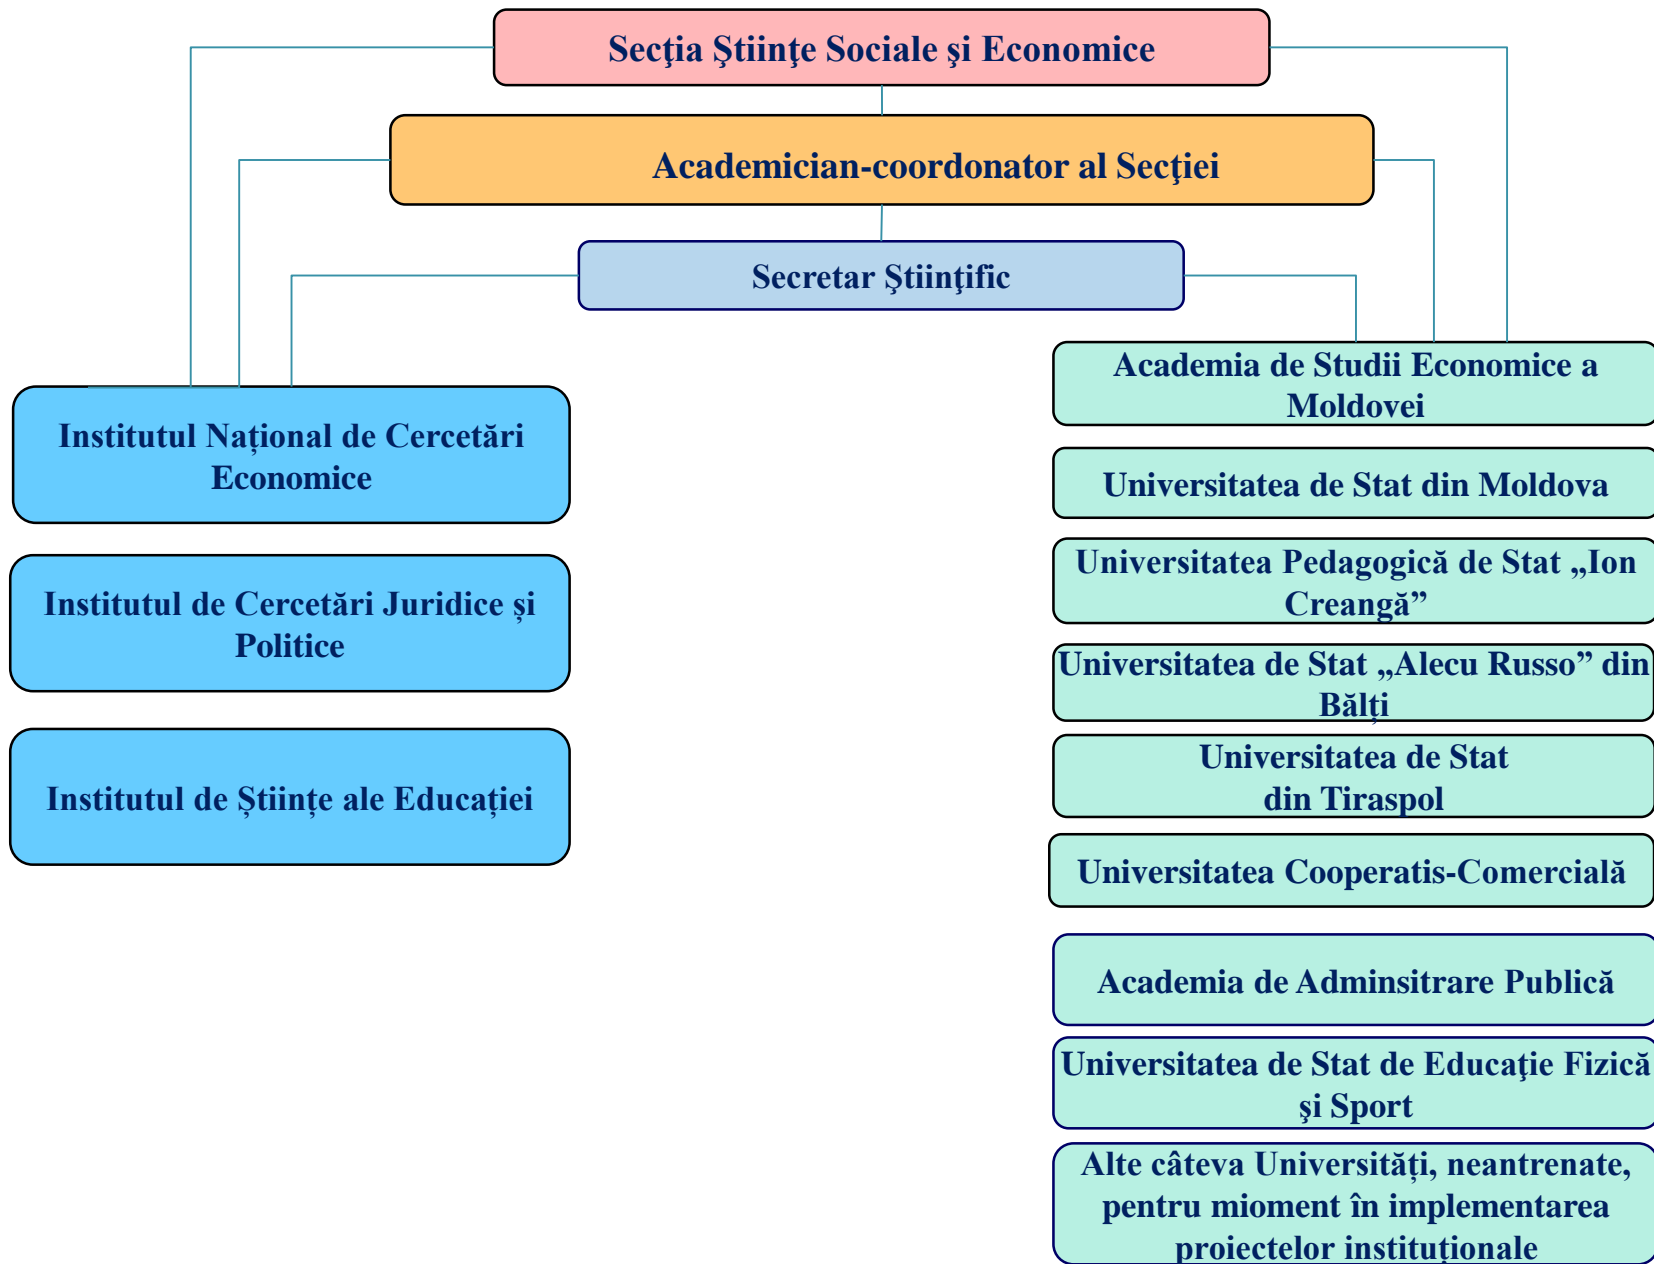 Secţia Ştiinţe Sociale şi Economice
Academician-coordonator al Secţiei
Secretar Ştiinţific
Institutul Național de Cercetări
Economice
Institutul de Cercetări Juridice și
Politice
Institutul de Științe ale Educației
Academia de Studii Economice a
Moldovei
Universitatea de Stat din Moldova
Universitatea Pedagogică de Stat „Ion
Creangă”
Universitatea de Stat „Alecu Russo” din
Bălți
Universitatea de Stat
din Tiraspol
Universitatea Cooperatis-Comercială
Academia de Adminsitrare Publică
Universitatea de Stat de Educaţie Fizică
şi Sport
Alte câteva Universități, neantrenate,
pentru mioment în implementarea
proiectelor instituționale